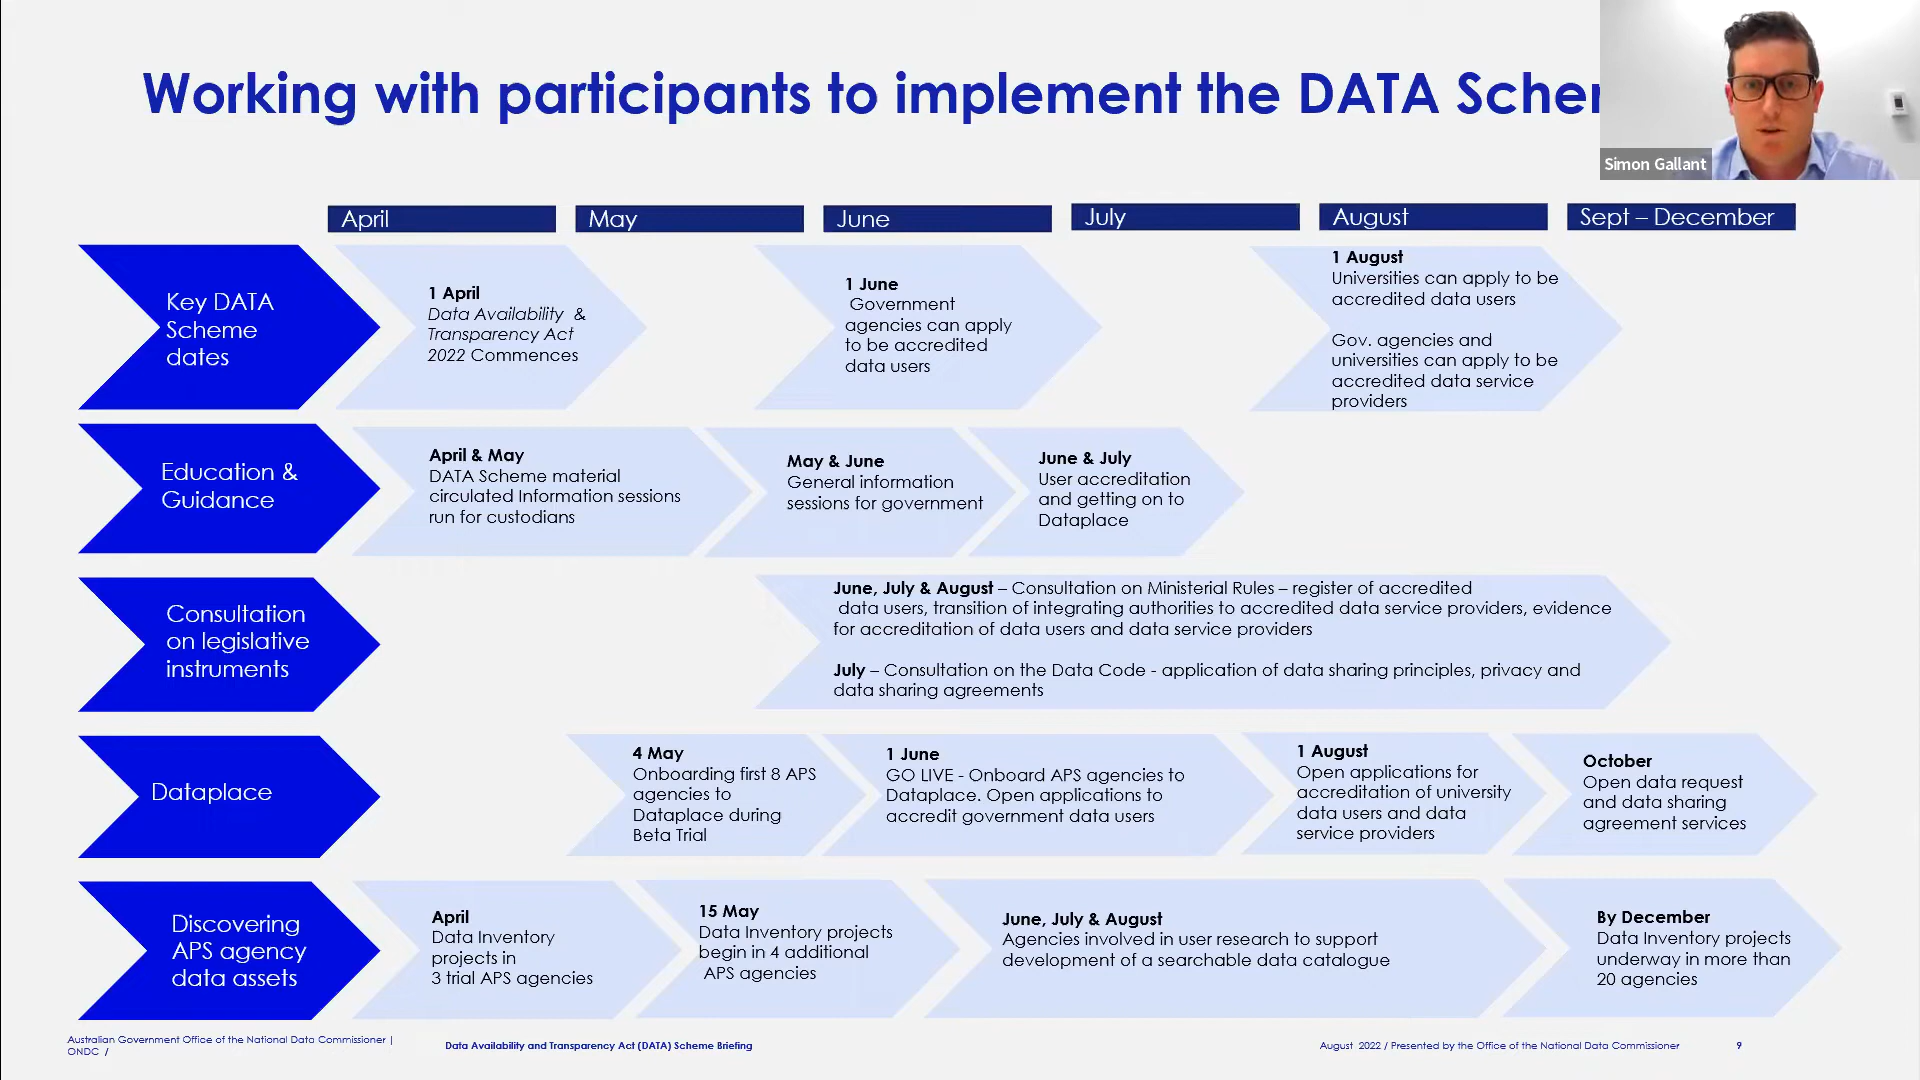 Working with participants to implement the DATA Scher
Simon Gallant
April
May
June
July
August
Sept – December
Key DATA
Scheme
dates
1 April
Data Availability & 
Transparency Act
2022 Commences
1 June
Government
agencies can apply
to be accredited
data users
1 August
Universities can apply to be
accredited data users
Gov. agencies and
universities can apply to be
accredited data service
providers
Education &
Guidance
April & May
DATA Scheme material
circulated Information sessions
run for custodians
May & June
General information
sessions for government
June & July
User accreditation
and getting on to
Dataplace
Consultation
on legislative
instruments
June, July & August – Consultation on Ministerial Rules – register of accredited
data users, transition of integrating authorities to accredited data service providers, evidence
for accreditation of data users and data service providers
July – Consultation on the Data Code - application of data sharing principles, privacy and
data sharing agreements
Dataplace
4 May
Onboarding first 8 APS
agencies to
Dataplace during
Beta Trial
1 June
GO LIVE - Onboard APS agencies to
Dataplace. Open applications to
accredit government data users
1 August
Open applications for
accreditation of university
data users and data
service providers
October
Open data request
and data sharing
agreement services
Discovering
APS agency
data assets
April
Data Inventory
projects in
3 trial APS agencies
15 May
Data Inventory projects
begin in 4 additional
APS agencies
June, July & August
Agencies involved in user research to support
development of a searchable data catalogue
By December
Data Inventory projects
underway in more than
20 agencies
Australian Government Office of the National Data Commissioner |
ONDC /
Data Availability and Transparency Act (DATA) Scheme Briefing
August 2022 / Presented by the Office of the National Data Commissioner
9